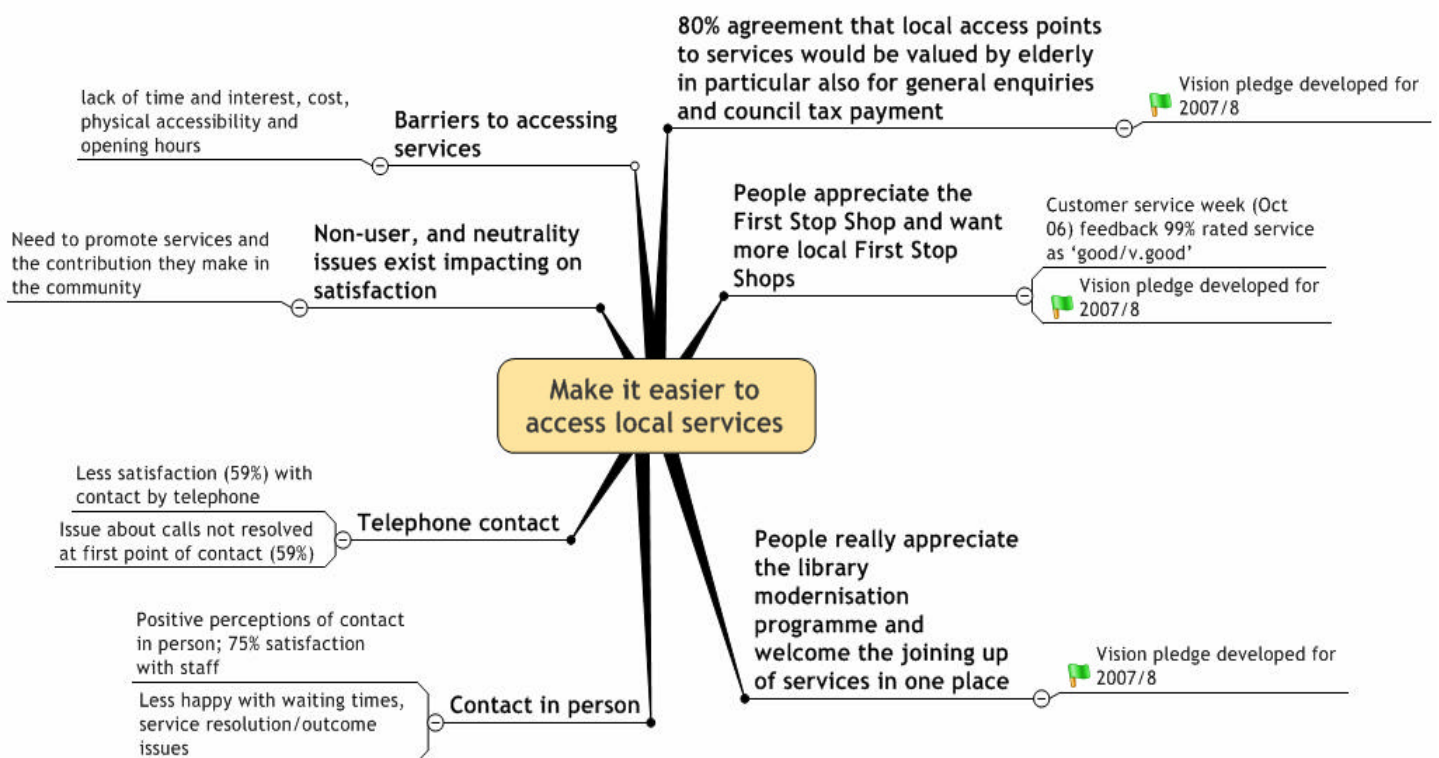 80% agreement that local access points
to services would be valued by elderly
in particular also for general enquiries
and council tax payment
Vision pledge developed for
2007/8
lack of time and interest, cost,
physical accessibility and
opening hours
Barriers to accessing
services
People appreciate the
First Stop Shop and want
more local First Stop
Shops
Customer service week (Oct
06) feedback 99% rated service
as ‘good/v.good’
Vision pledge developed for
2007/8
Need to promote services and
the contribution they make in
the community
Non-user, and neutrality
issues exist impacting on
satisfaction
Make it easier to
access local services
Less satisfaction (59%) with
contact by telephone
Issue about calls not resolved
at first point of contact (59%)
Telephone contact
People really appreciate
the library
modernisation
programme and
welcome the joining up
of services in one place
Vision pledge developed for
2007/8
Positive perceptions of contact
in person; 75% satisfaction
with staff
Less happy with waiting times,
service resolution/outcome
issues
Contact in person